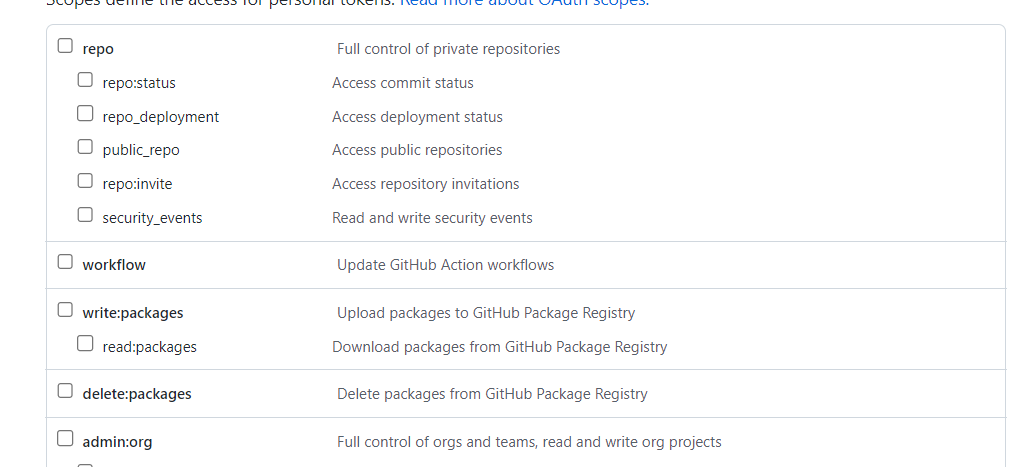 Scopes define the access for personal tokens. Read more about OAuth scopes.
repo Full control of private repositories
repo:status Access commit status
repo_deployment Access deployment status
public_repo Access public repositories
repo:invite Access repository invitations
security_events Read and write security events
workflow Update GitHub Action workflows
write:packages Upload packages to GitHub Package Registry
read:packages Download packages from GitHub Package Registry
delete:packages Delete packages from GitHub Package Registry
admin:org Full control of orgs and teams, read and write org projects